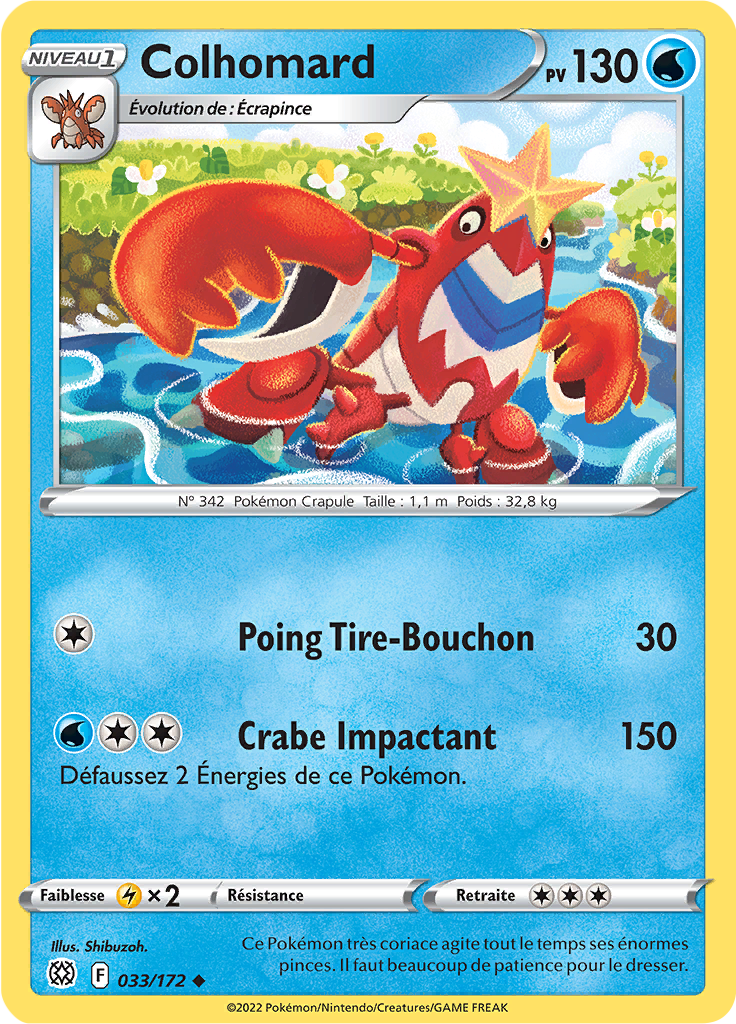 NIVEAU 1
Colhomard
PV 130
Évolution de : Écrapince
N° 342 Pokémon Crapule Taille : 1,1 m Poids : 32,8 kg
Poing Tire-Bouchon 30
Crabe Impactant 150
Défaussez 2 Énergies de ce Pokémon.
Faiblesse ×2 Résistance Retraite
Illus. Shibuzoh.
Ce Pokémon très coriace agite tout le temps ses énormes
pinces. Il faut beaucoup de patience pour le dresser.
F 033/172
©2022 Pokémon/Nintendo/Creatures/GAME FREAK